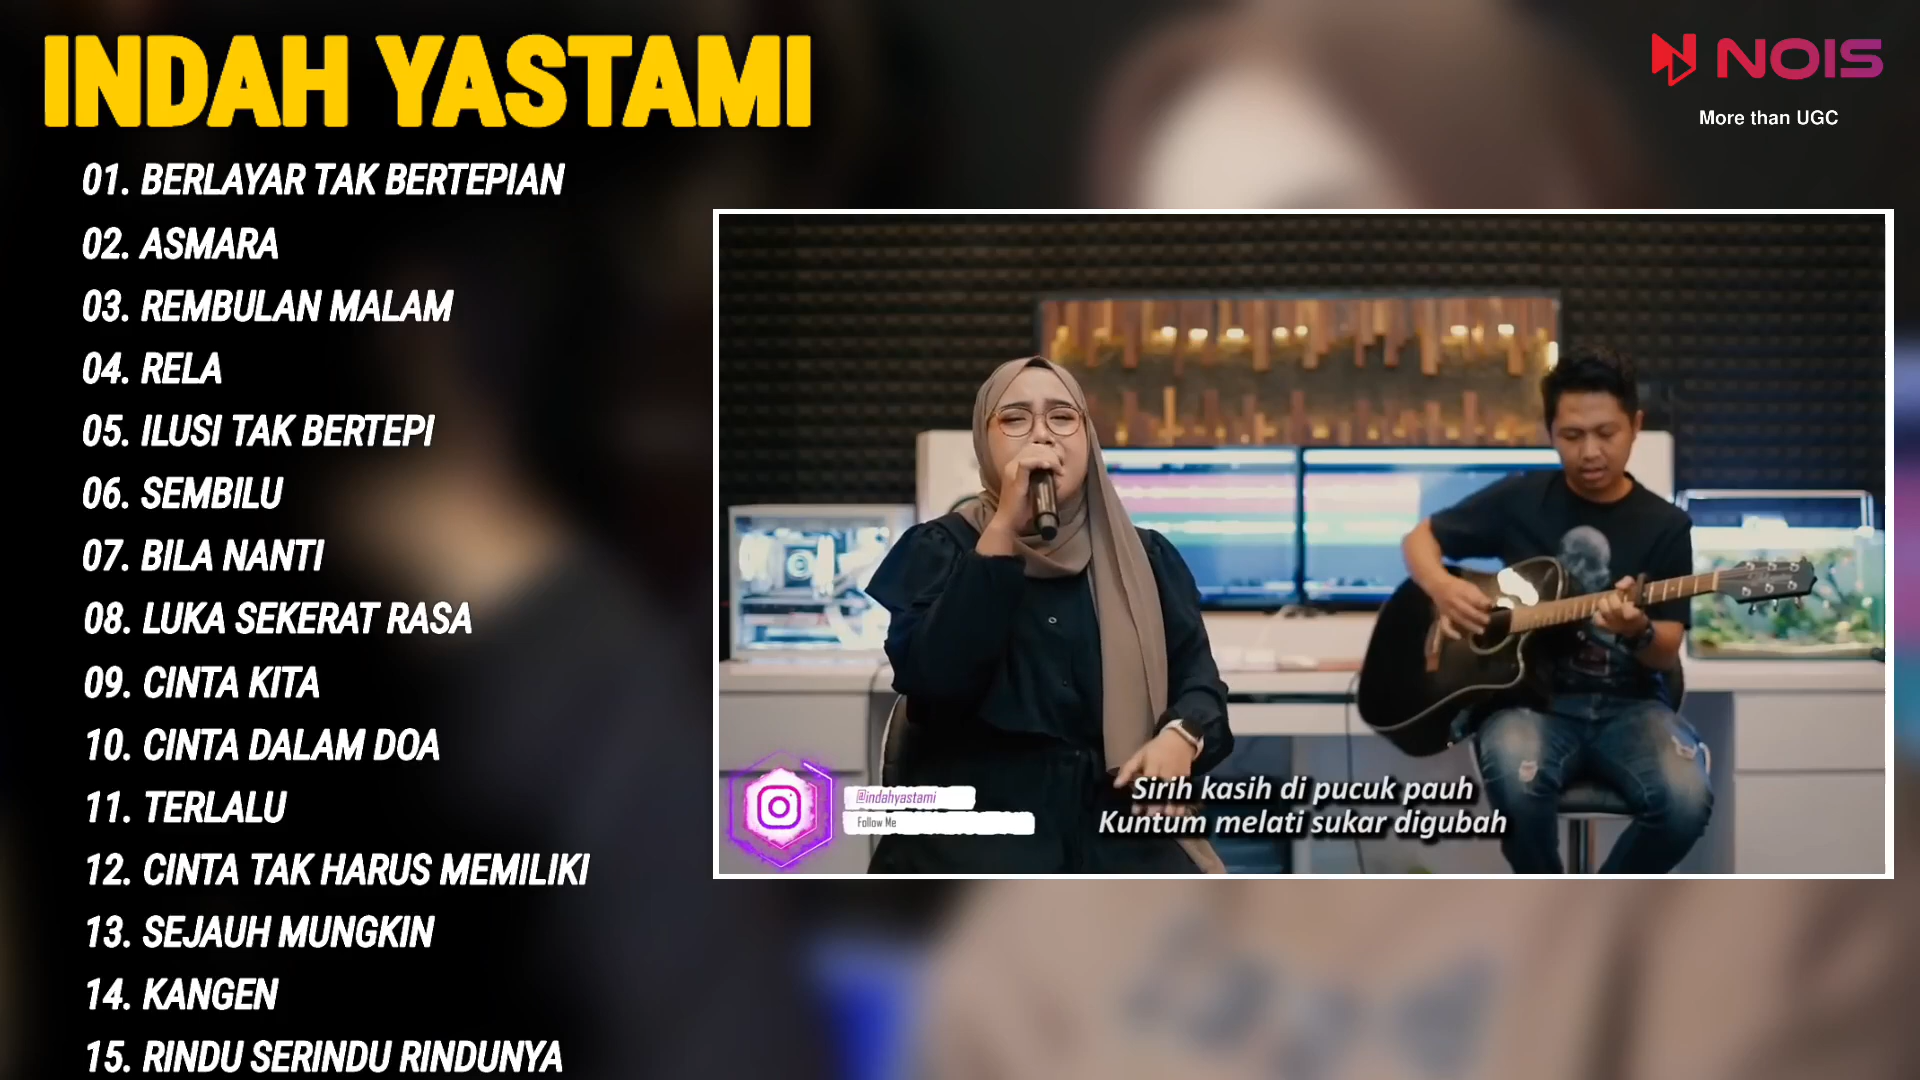 INDAH YASTAMI
01. BERLAYAR TAK BERTEPIAN
02. ASMARA
03. REMBULAN MALAM
04. RELA
05. ILUSI TAK BERTEPI
06. SEMBILU
07. BILA NANTI
08. LUKA SEKERAT RASA
09. CINTA KITA
10. CINTA DALAM DOA
11. TERLALU
12. CINTA TAK HARUS MEMILIKI
13. SEJAUH MUNGKIN
14. KANGEN
15. RINDU SERINDU RINDUNYA
NOIS
More than UGC
@indahyastami
Follow Me
Sirih kasih di pucuk pauh
Kuntum melati sukar digubah